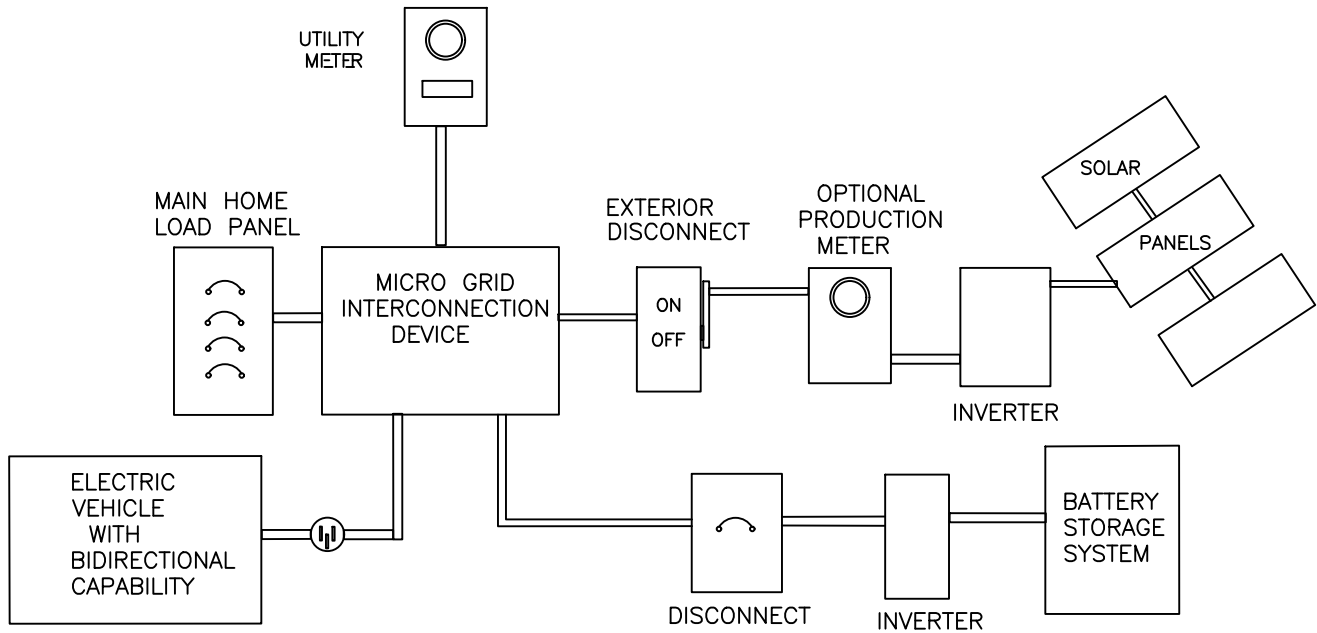 UTILITY
METER
MAIN HOME
LOAD PANEL
MICRO GRID
INTERCONNECTION
DEVICE
EXTERIOR
DISCONNECT
ON
OFF
OPTIONAL
PRODUCTION
METER
INVERTER
SOLAR
PANELS
ELECTRIC
VEHICLE
WITH
BIDIRECTIONAL
CAPABILITY
DISCONNECT
INVERTER
BATTERY
STORAGE
SYSTEM